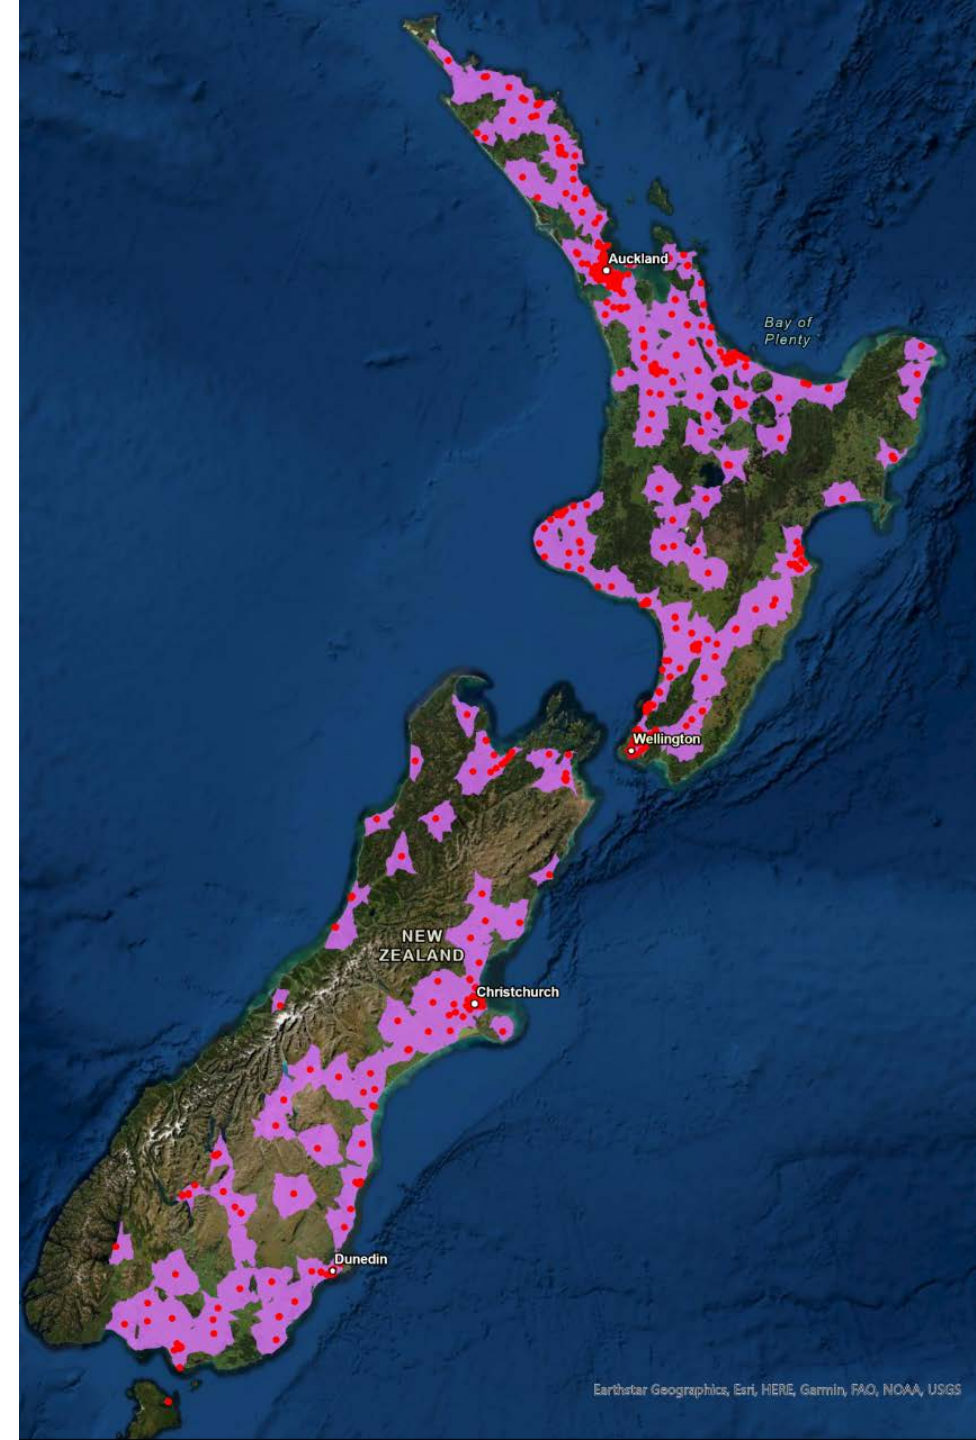 Auckland
Bay of
Plenty
Wellington
NEW
ZEALAND
Christchurch
Dunedin
Earthstar Geographics, Esri, HERE, Garmin, FAO, NOAA, USGS